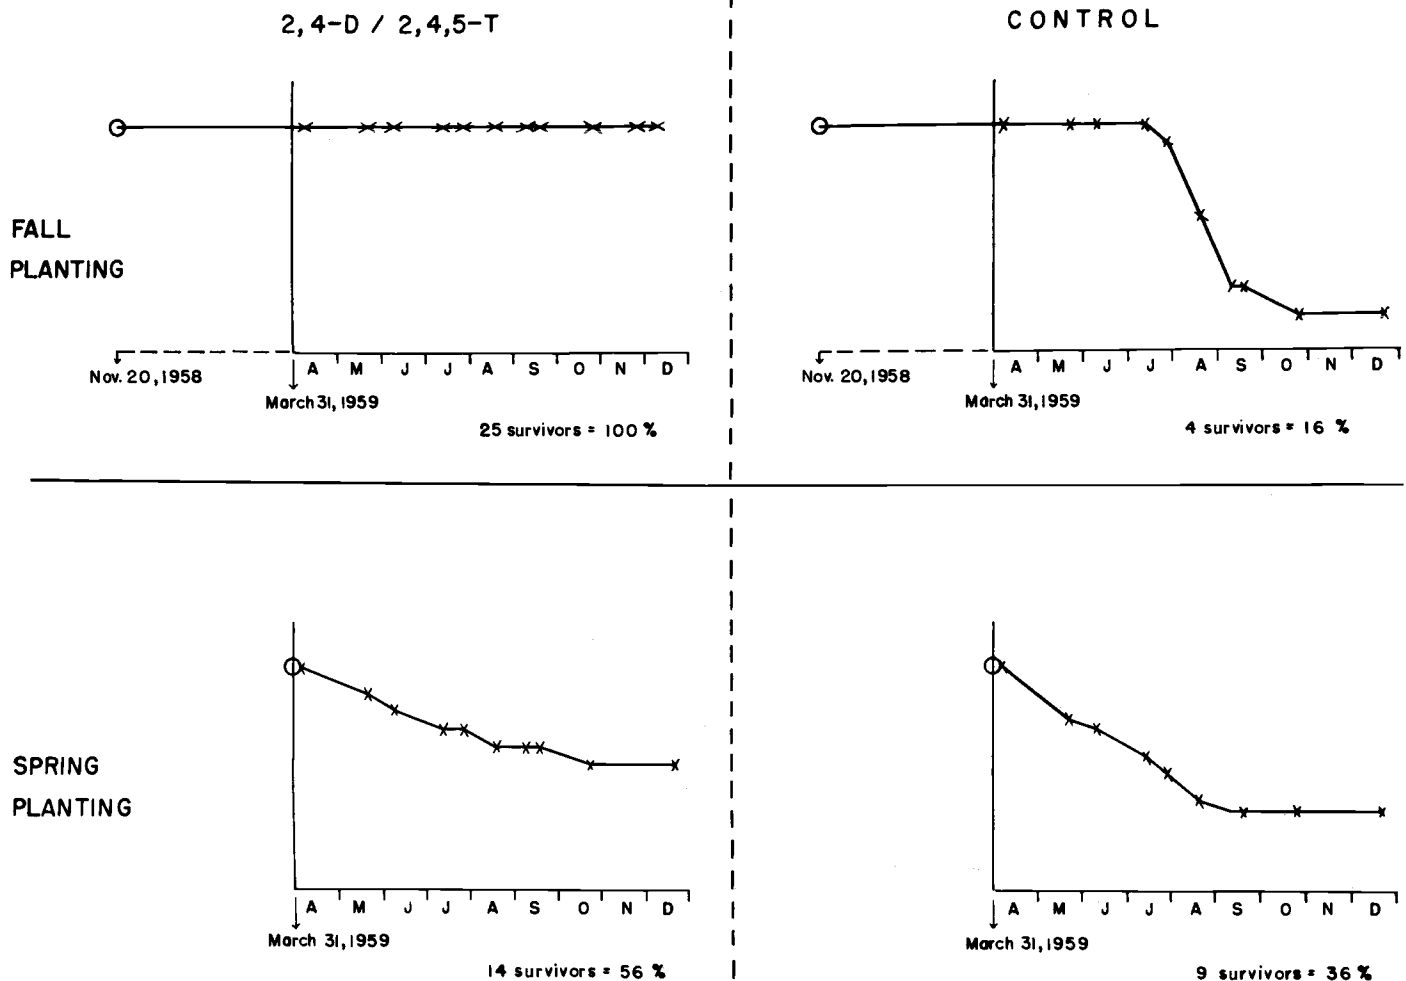 2,4-D / 2,4,5-T
CONTROL
FALL
PLANTING
A M J J A S O N D
Nov. 20, 1958
March 31, 1959
25 survivors = 100 %
A M J J A S O N D
Nov. 20, 1958
March 31, 1959
4 survivors = 16 %
SPRING
PLANTING
A M J J A S O N D
March 31, 1959
14 survivors = 56 %
A M J J A S O N D
March 31, 1959
9 survivors = 36 %